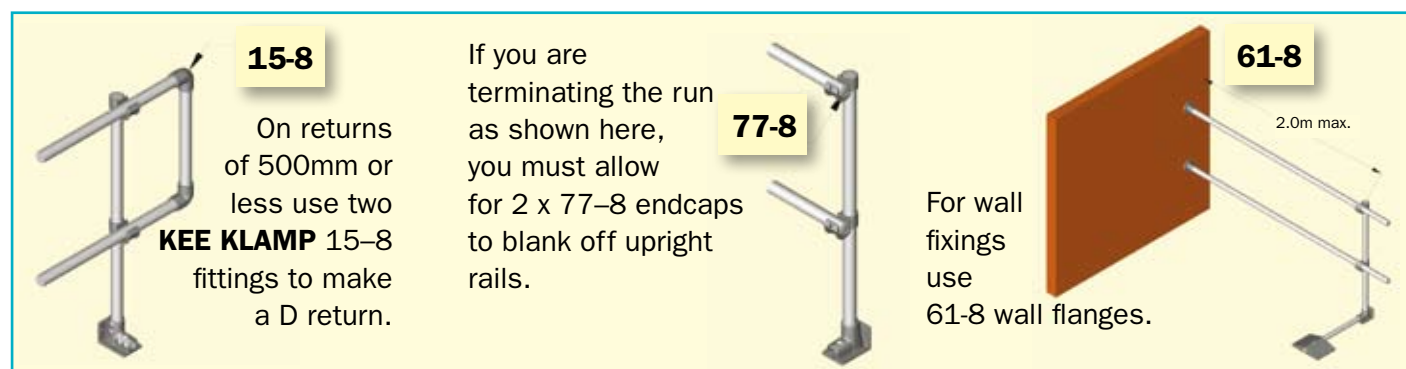 15-8
On returns
of 500mm or
less use two
KEE KLAMP 15–8
fittings to make
a D return.
If you are
terminating the run
as shown here,
you must allow
for 2 x 77–8 endcaps
to blank off upright
rails.
77-8
61-8
2.0m max.
For wall
fixings
use
61-8 wall flanges.